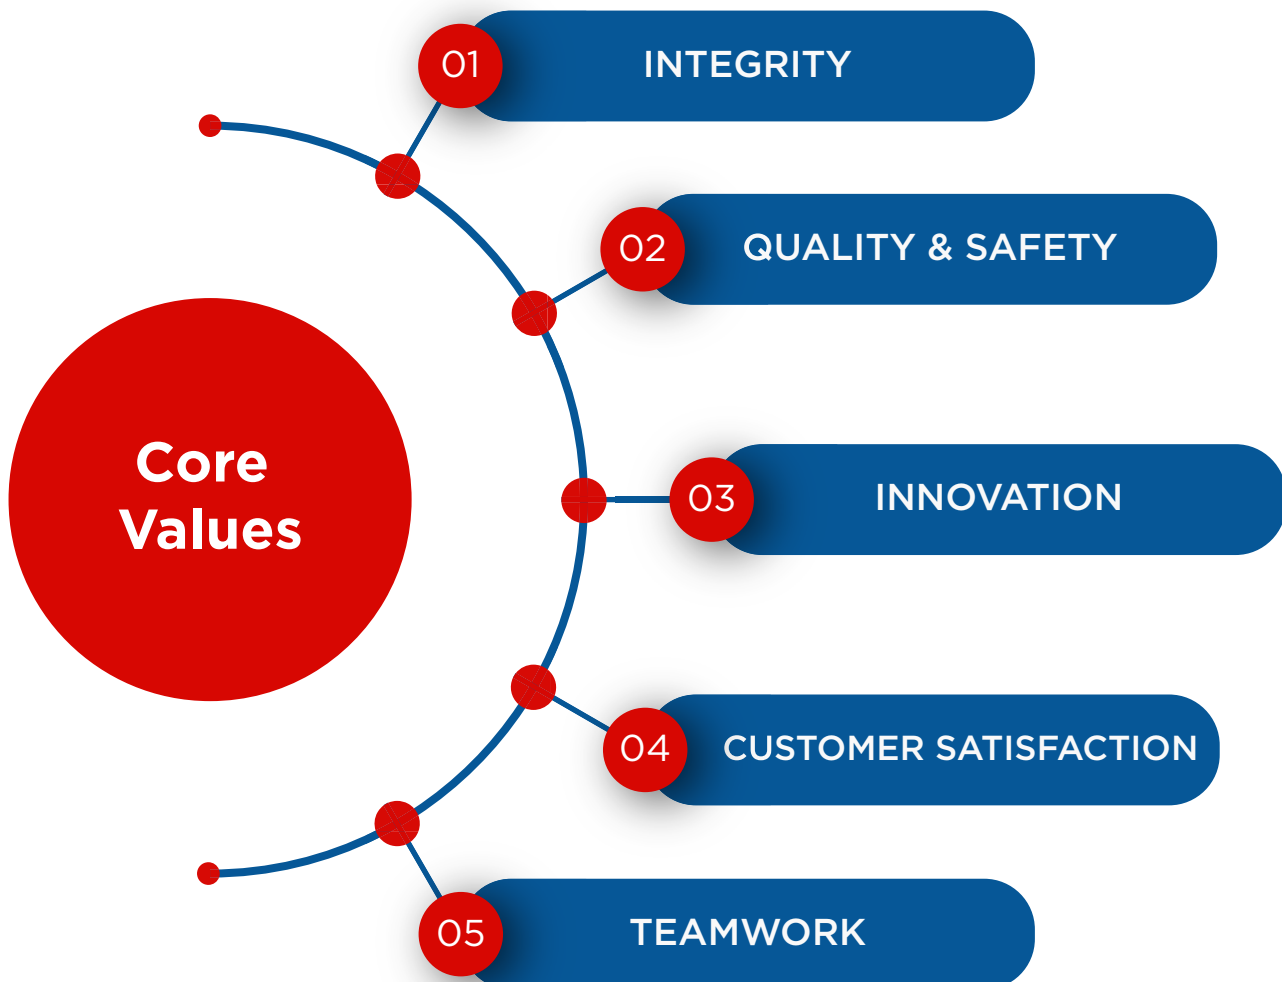 Core
Values
01
INTEGRITY
02
QUALITY & SAFETY
03
INNOVATION
04
CUSTOMER SATISFACTION
05
TEAMWORK